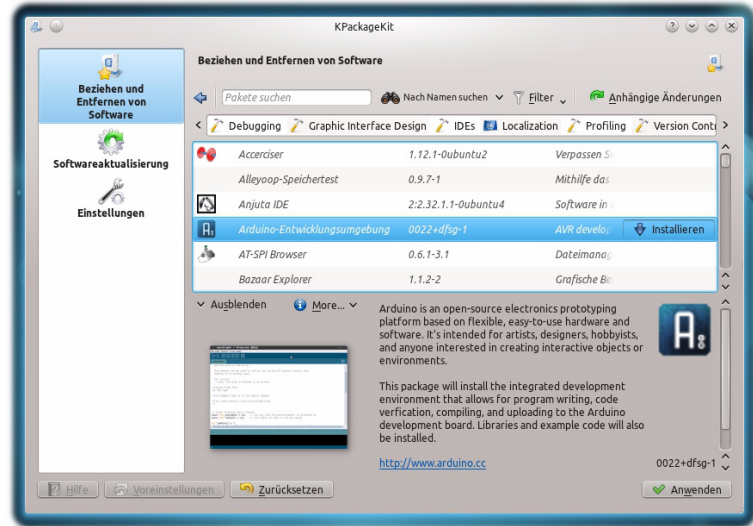 KPackageKit
Beziehen und
Entfernen von
Software
Softwareaktualisierung
Einstellungen
Beziehen und Entfernen von Software
Pakete suchen
Nach Namen suchen
Filter
Anhängige Änderungen
Debugging
Graphic Interface Design
IDEs
Localization
Profiling
Version Cont
Accerciser 1.12.1-0ubuntu2 Verpassen S
Alleyoop-Speichertest 0.9.7-1 Mithilfe das
Anjuta IDE 2:2.32.1.1-0ubuntu4 Software in
Arduino-Entwicklungsumgebung 0022+dfsg-1 AVR develop Installieren
AT-SPI Browser 0.6.1-3.1 Dateimanag
Bazaar Explorer 1.1.2-2 Grafische Be
Ausblenden
More...
Arduino is an open-source electronics prototyping
platform based on flexible, easy-to-use hardware and
software. It's intended for artists, designers, hobbyists,
and anyone interested in creating interactive objects or
environments.
This package will install the integrated development
environment that allows for program writing, code
verfication, compiling, and uploading to the Arduino
development board. Libraries and example code will also
be installed.
http://www.arduino.cc
0022+dfsg-1
Hilfe
Voreinstellungen
Zurücksetzen
Anwenden